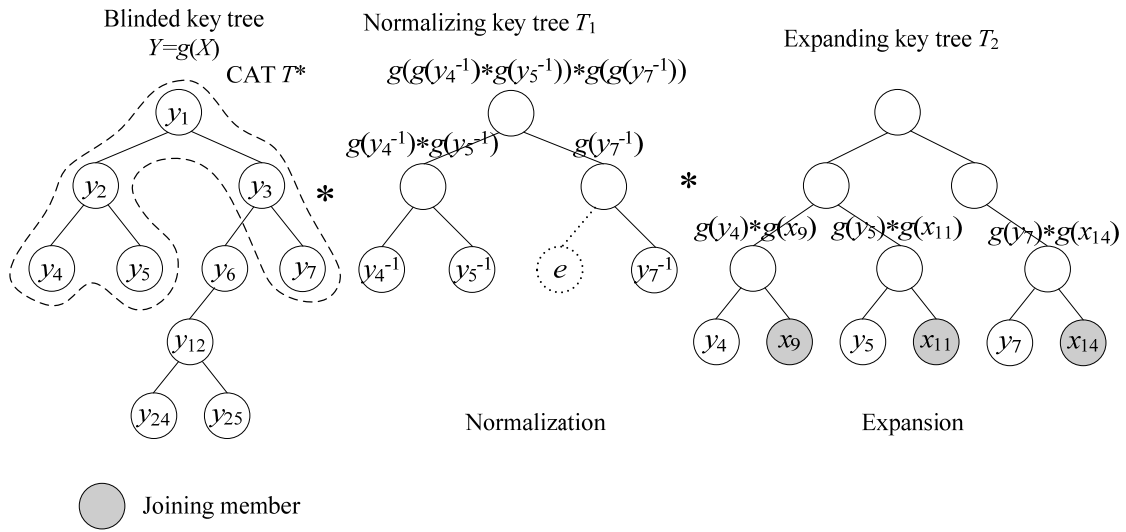 Blinded key tree
Y=g(X)
CAT T*
y₁
y₂
y₃
y₄
y₅
y₆
y₇
y₁₂
y₂₄
y₂₅
*
Normalizing key tree T₁
g(g(y₄⁻¹)*g(y₅⁻¹))*g(g(y₇⁻¹))
g(y₄⁻¹)*g(y₅⁻¹)
g(y₇⁻¹)
y₄⁻¹
y₅⁻¹
e
y₇⁻¹
Normalization
*
Expanding key tree T₂
g(y₄)*g(x₉)
g(y₅)*g(x₁₁)
g(y₇)*g(x₁₄)
y₄
x₉
y₅
x₁₁
y₇
x₁₄
Expansion
Joining member